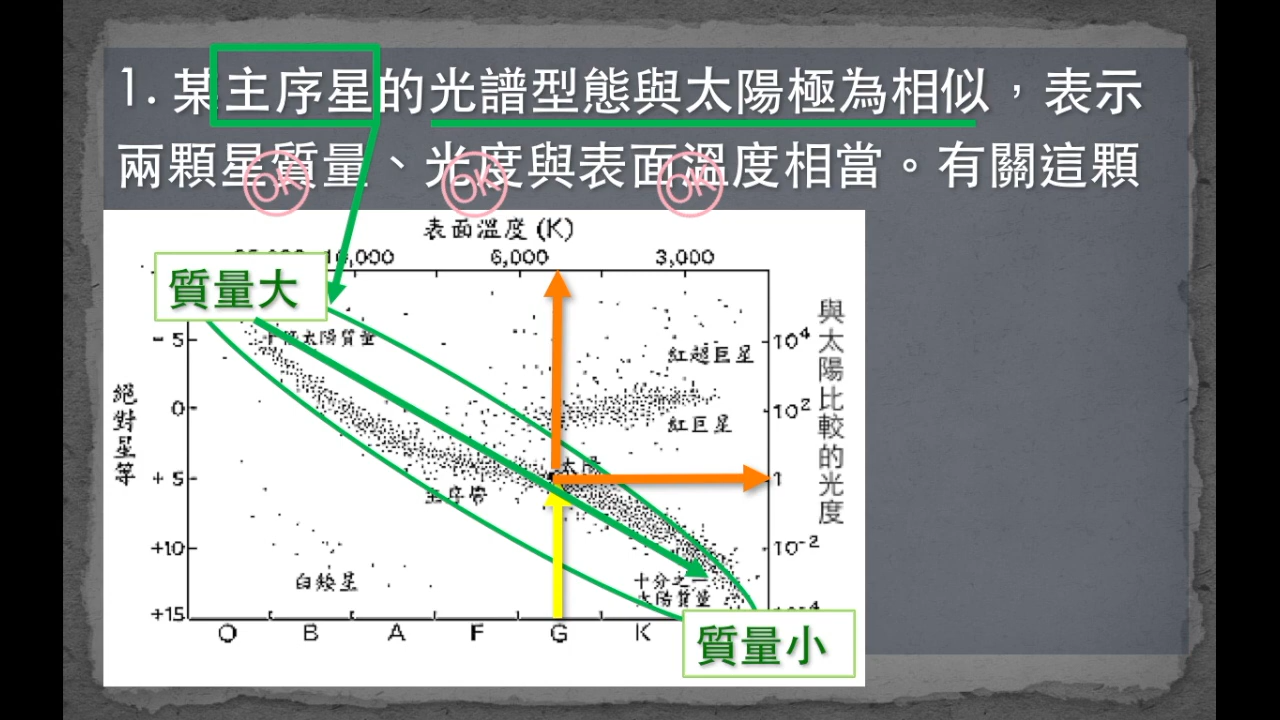 1. 某主序星的光譜型態與太陽極為相似，表示
兩顆星質量、光度與表面溫度相當。有關這顆
OK OK OK
表面溫度 (K)
10,000 6,000 3,000
質量大
太陽質量
- 5
0
+ 5
+10
+15
絕對星等
10⁴
10²
1
10⁻²
與太陽比較的光度
紅超巨星
紅巨星
太陽
主序帶
白矮星
十分之一
太陽質量
O B A F G K
質量小